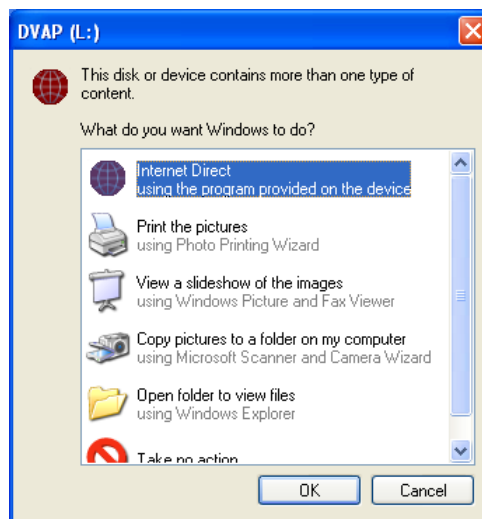 DVAP (L:)
This disk or device contains more than one type of
content.
What do you want Windows to do?
Internet Direct
using the program provided on the device
Print the pictures
using Photo Printing Wizard
View a slideshow of the images
using Windows Picture and Fax Viewer
Copy pictures to a folder on my computer
using Microsoft Scanner and Camera Wizard
Open folder to view files
using Windows Explorer
Take no action
OK
Cancel